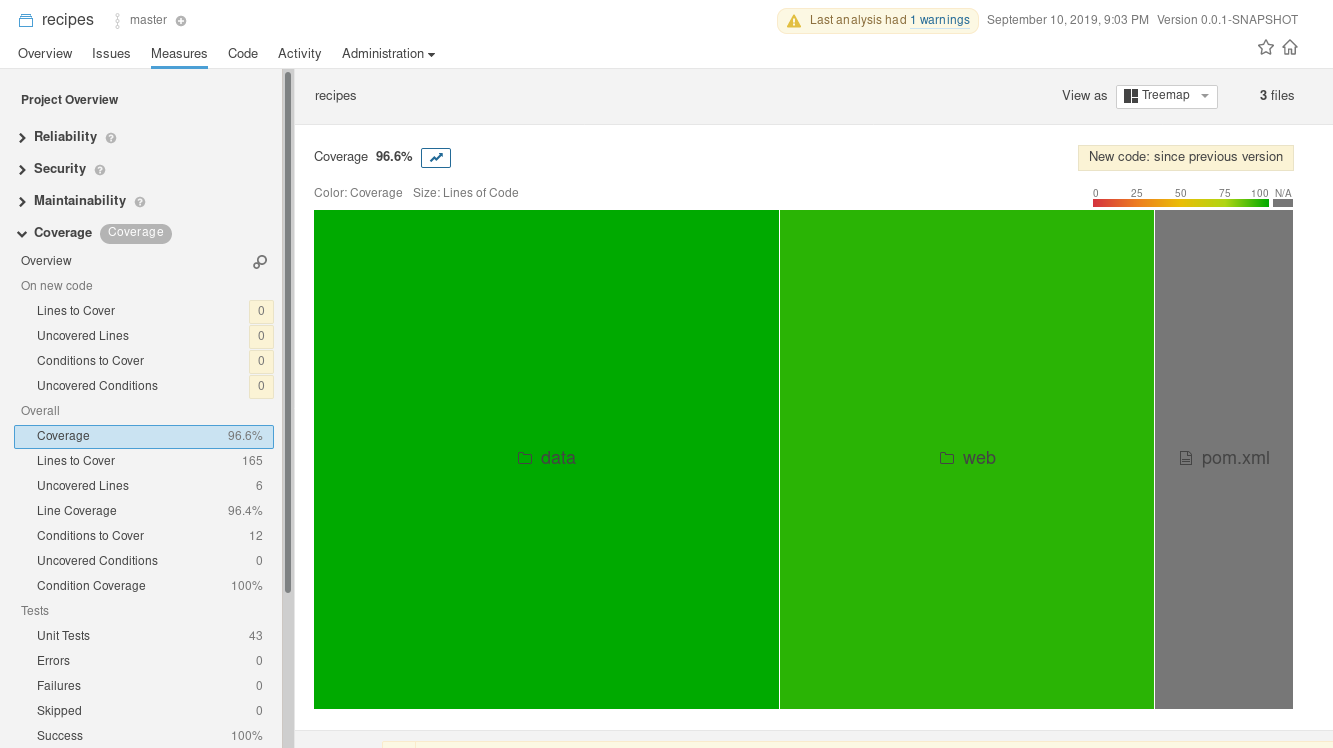 recipes master Last analysis had 1 warnings September 10, 2019, 9:03 PM Version 0.0.1-SNAPSHOT
Overview Issues Measures Code Activity Administration
Project Overview
Reliability
Security
Maintainability
Coverage Coverage
Overview
On new code
Lines to Cover 0
Uncovered Lines 0
Conditions to Cover 0
Uncovered Conditions 0
Overall
Coverage 96.6%
Lines to Cover 165
Uncovered Lines 6
Line Coverage 96.4%
Conditions to Cover 12
Uncovered Conditions 0
Condition Coverage 100%
Tests
Unit Tests 43
Errors 0
Failures 0
Skipped 0
Success 100%
recipes View as Treemap 3 files
Coverage 96.6% New code: since previous version
Color: Coverage Size: Lines of Code 0 25 50 75 100 N/A
data web pom.xml